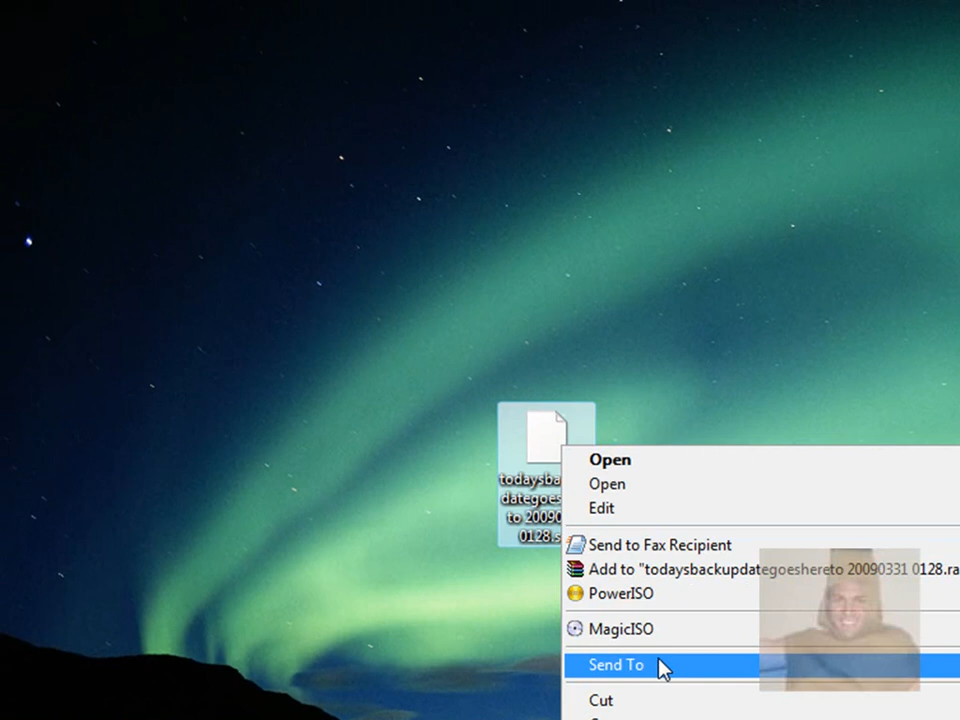 todaysba
dategoes
to 20090
0128.s
Open
Open
Edit
Send to Fax Recipient
Add to "todaysbackupdategoeshereto 20090331 0128.ra
PowerISO
MagicISO
Send To
Cut